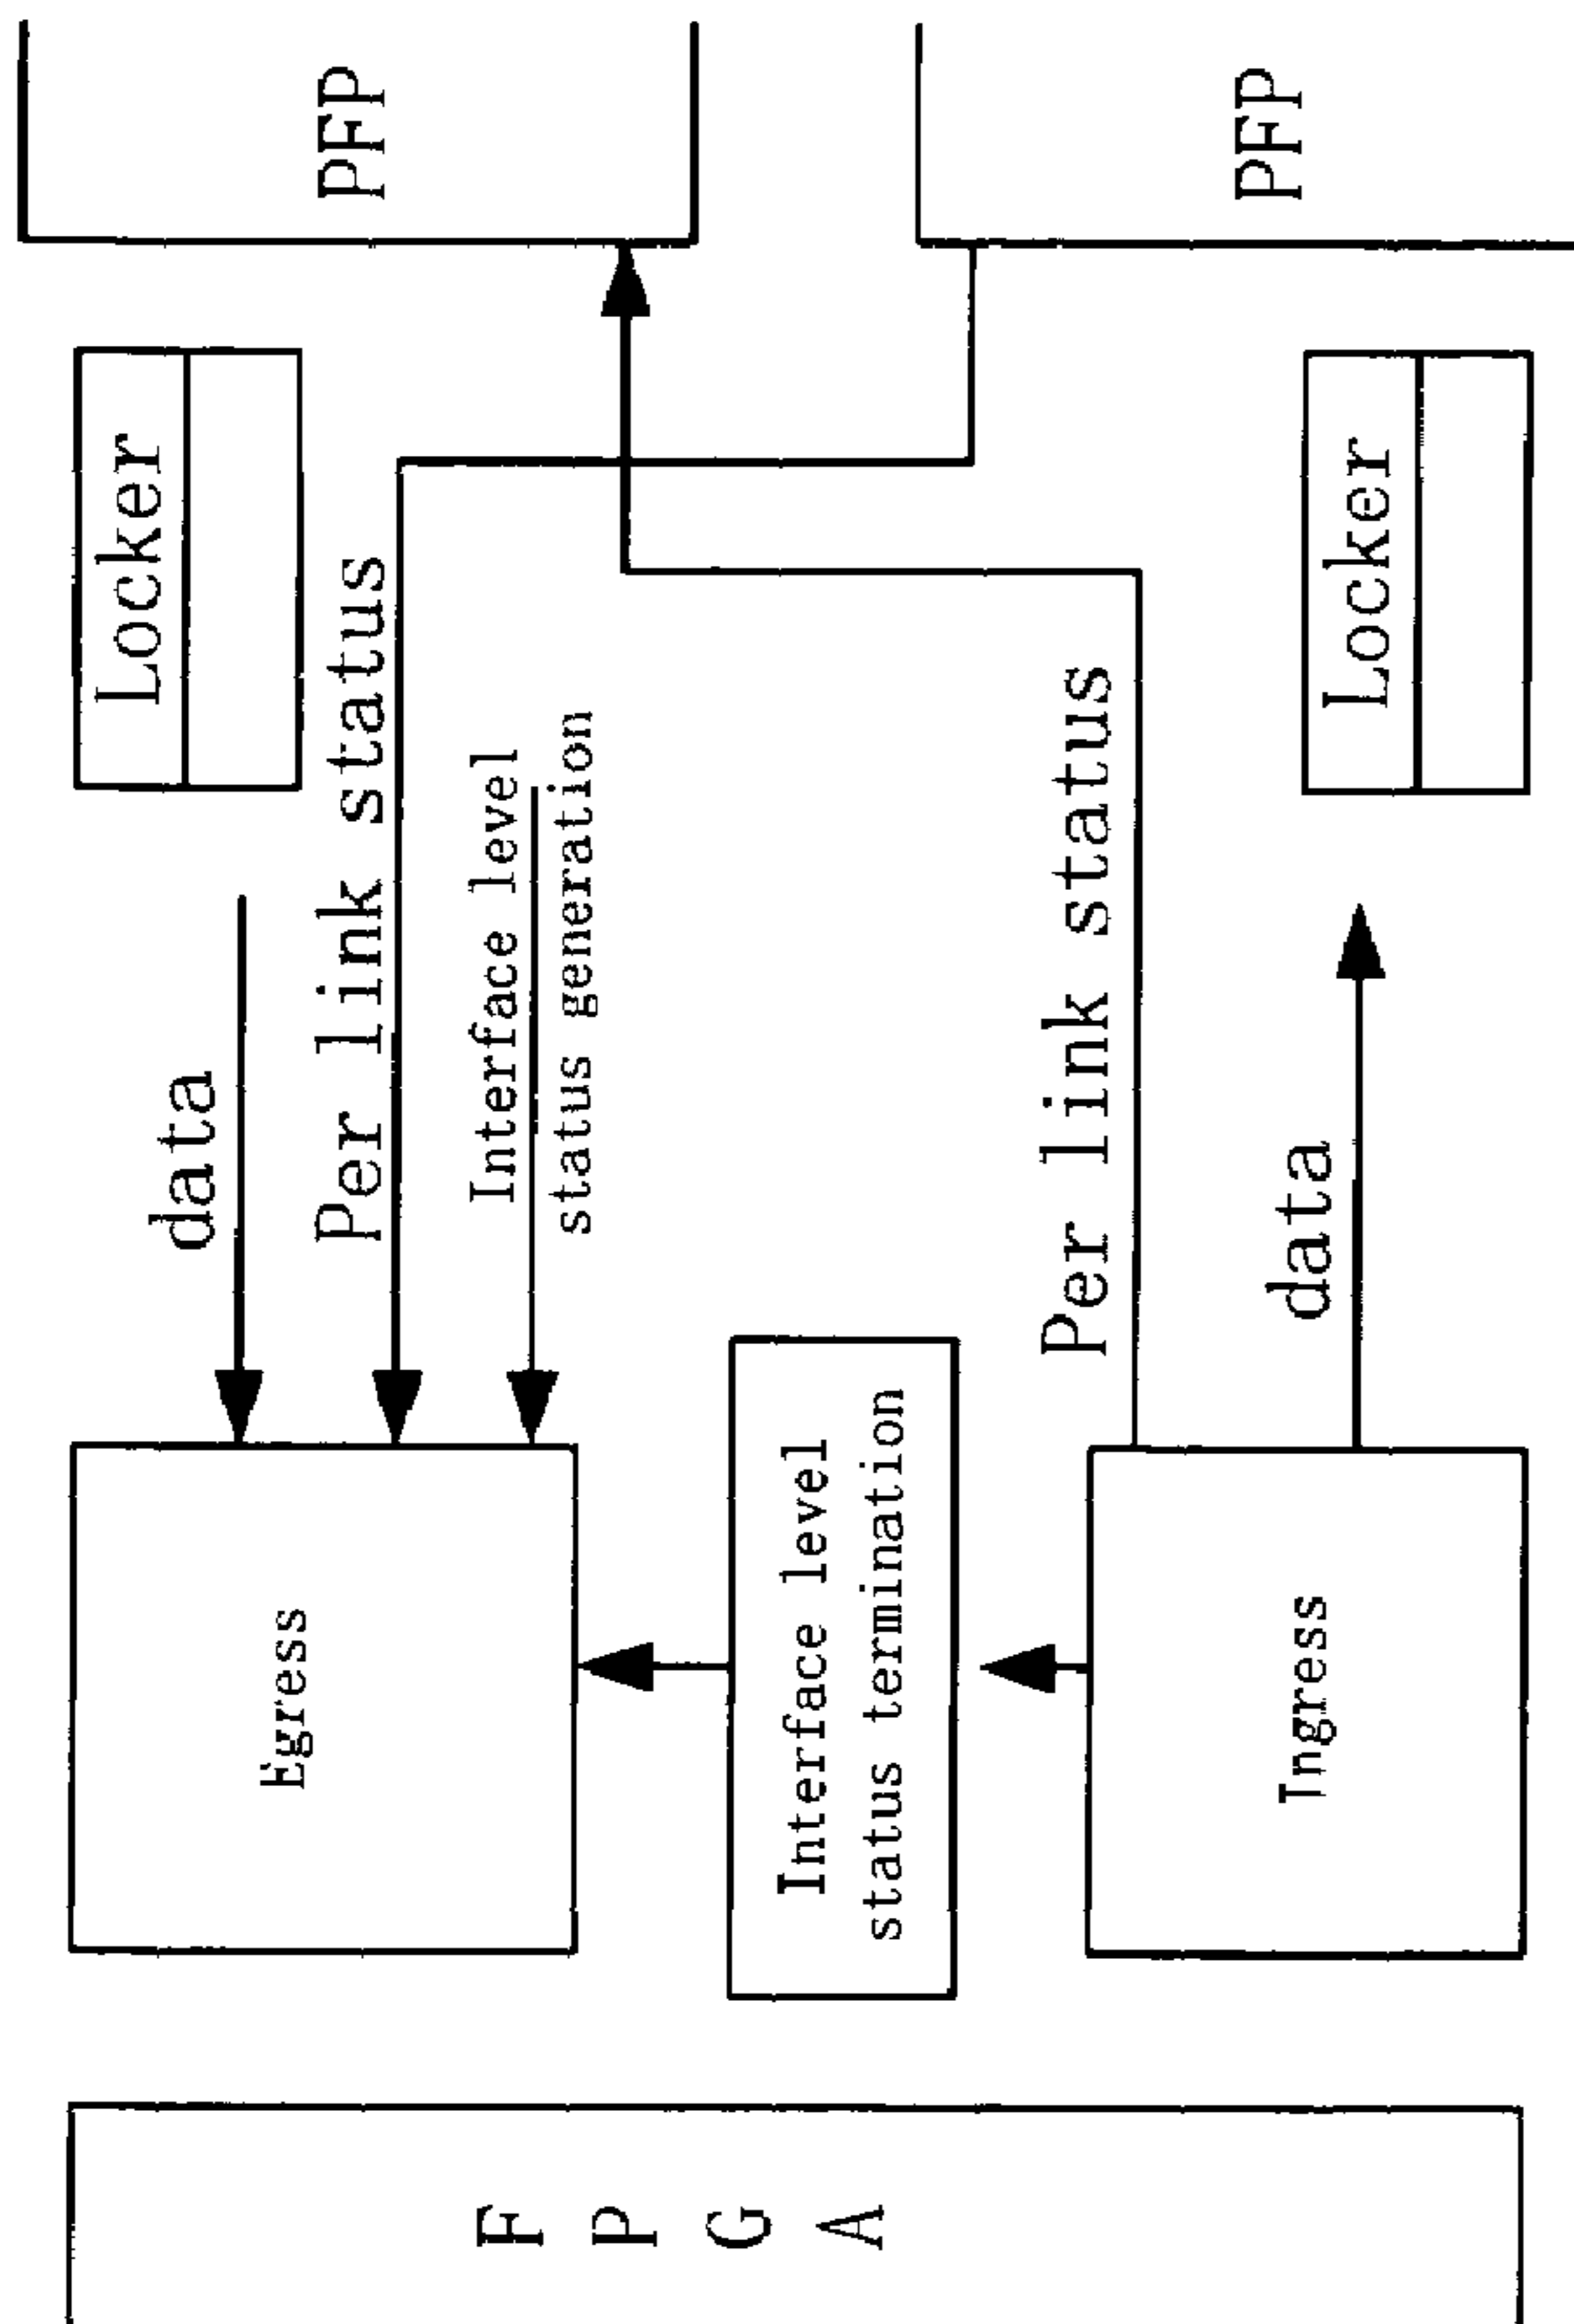 F
P
G
A
Egress
Interface level
status termination
Ingress
data
Per link status
Interface level
status generation
Per link status
data
Locker
Locker
PFP
PFP